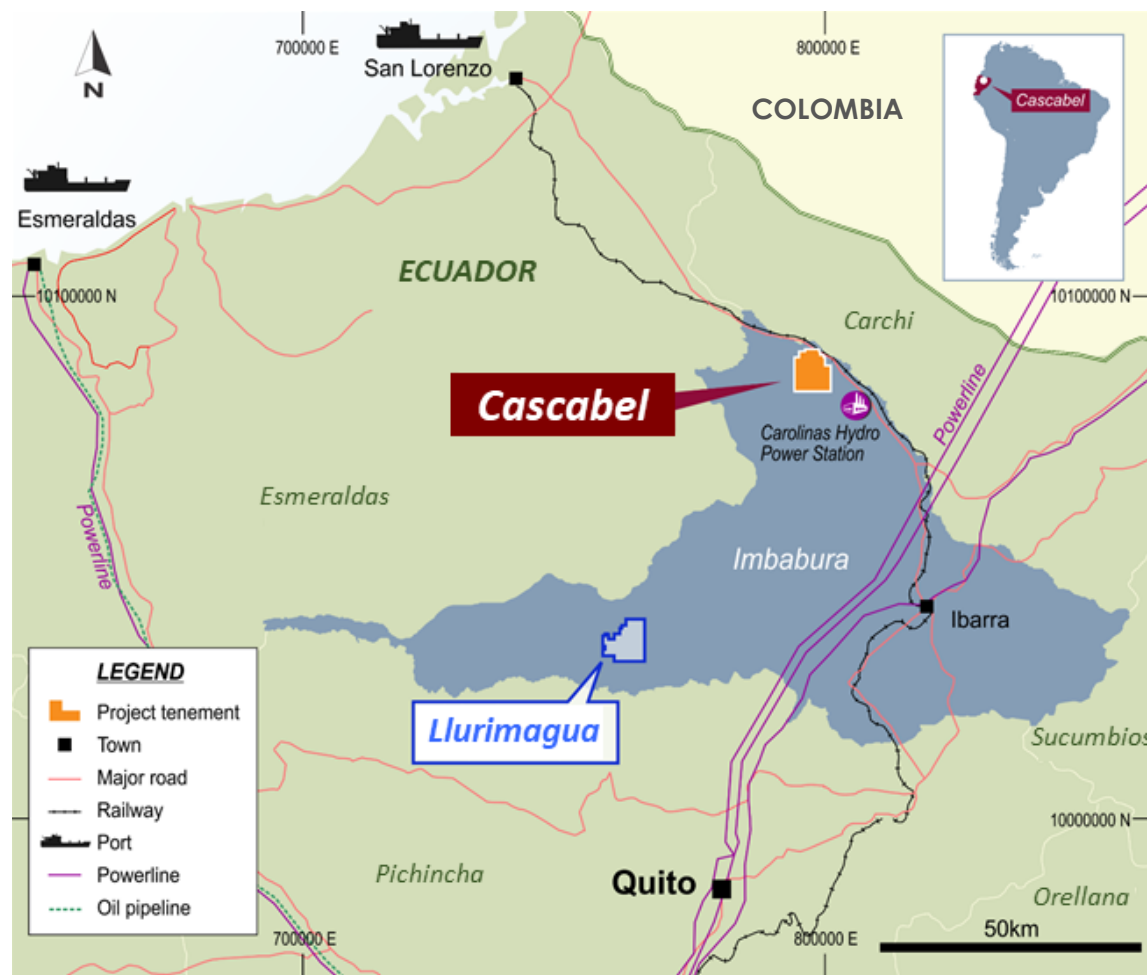 700000 E
800000 E
San Lorenzo
N
COLOMBIA
Cascabel
Esmeraldas
ECUADOR
10100000 N
10100000 N
Carchi
Powerline
Cascabel
Carolinas Hydro
Power Station
Esmeraldas
Powerline
Imbabura
Ibarra
LEGEND
Project tenement
Town
Major road
Railway
Port
Powerline
Oil pipeline
Llurimagua
Sucumbios
10000000 N
Pichincha
Quito
Orellana
700000 E
800000 E
50km